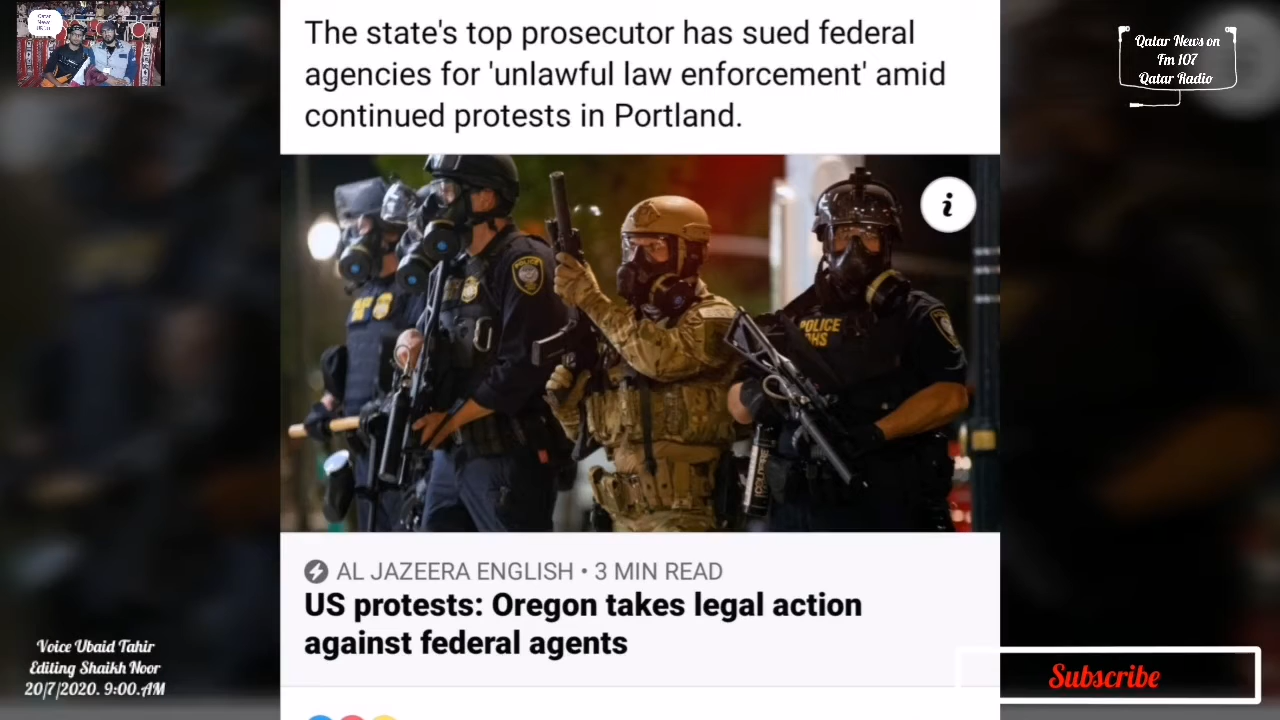 The state's top prosecutor has sued federal
agencies for 'unlawful law enforcement' amid
continued protests in Portland.
Qatar News on
Fm 107
Qatar Radio
Qatar
News
POLICE
DHS
AL JAZEERA ENGLISH • 3 MIN READ
US protests: Oregon takes legal action
against federal agents
Voice Ubaid Tahir
Editing Shaikh Noor
20/7/2020. 9:00.AM
Subscribe